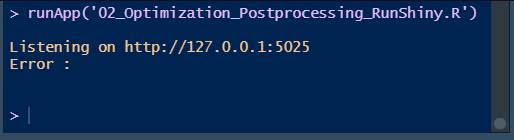 > runApp('02_Optimization_Postprocessing_RunShiny.R')
Listening on http://127.0.0.1:5025
Error :
>